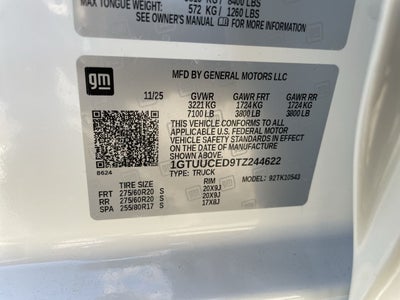 MAX TONGUE WEIGHT: 572 KG / 1260 LBS
SEE OWNER'S MANUAL FOR MORE INFORMATION
gm
MFD BY GENERAL MOTORS LLC
11/25 GVWR GAWR FRT GAWR RR
3221 KG 1724 KG 1724 KG
7100 LB 3800 LB 3800 LB
THIS VEHICLE CONFORMS TO ALL
APPLICABLE U.S. FEDERAL MOTOR
VEHICLE SAFETY STANDARDS IN EFFECT
ON THE DATE OF MANUFACTURE SHOWN ABOVE.
1GTUUCED9TZ244622
8624
TYPE: TRUCK MODEL: 92TK10543
TIRE SIZE RIM
FRT 275/60R20 S 20X9J
RR 275/60R20 S 20X9J
SPA 255/80R17 S 17X8J